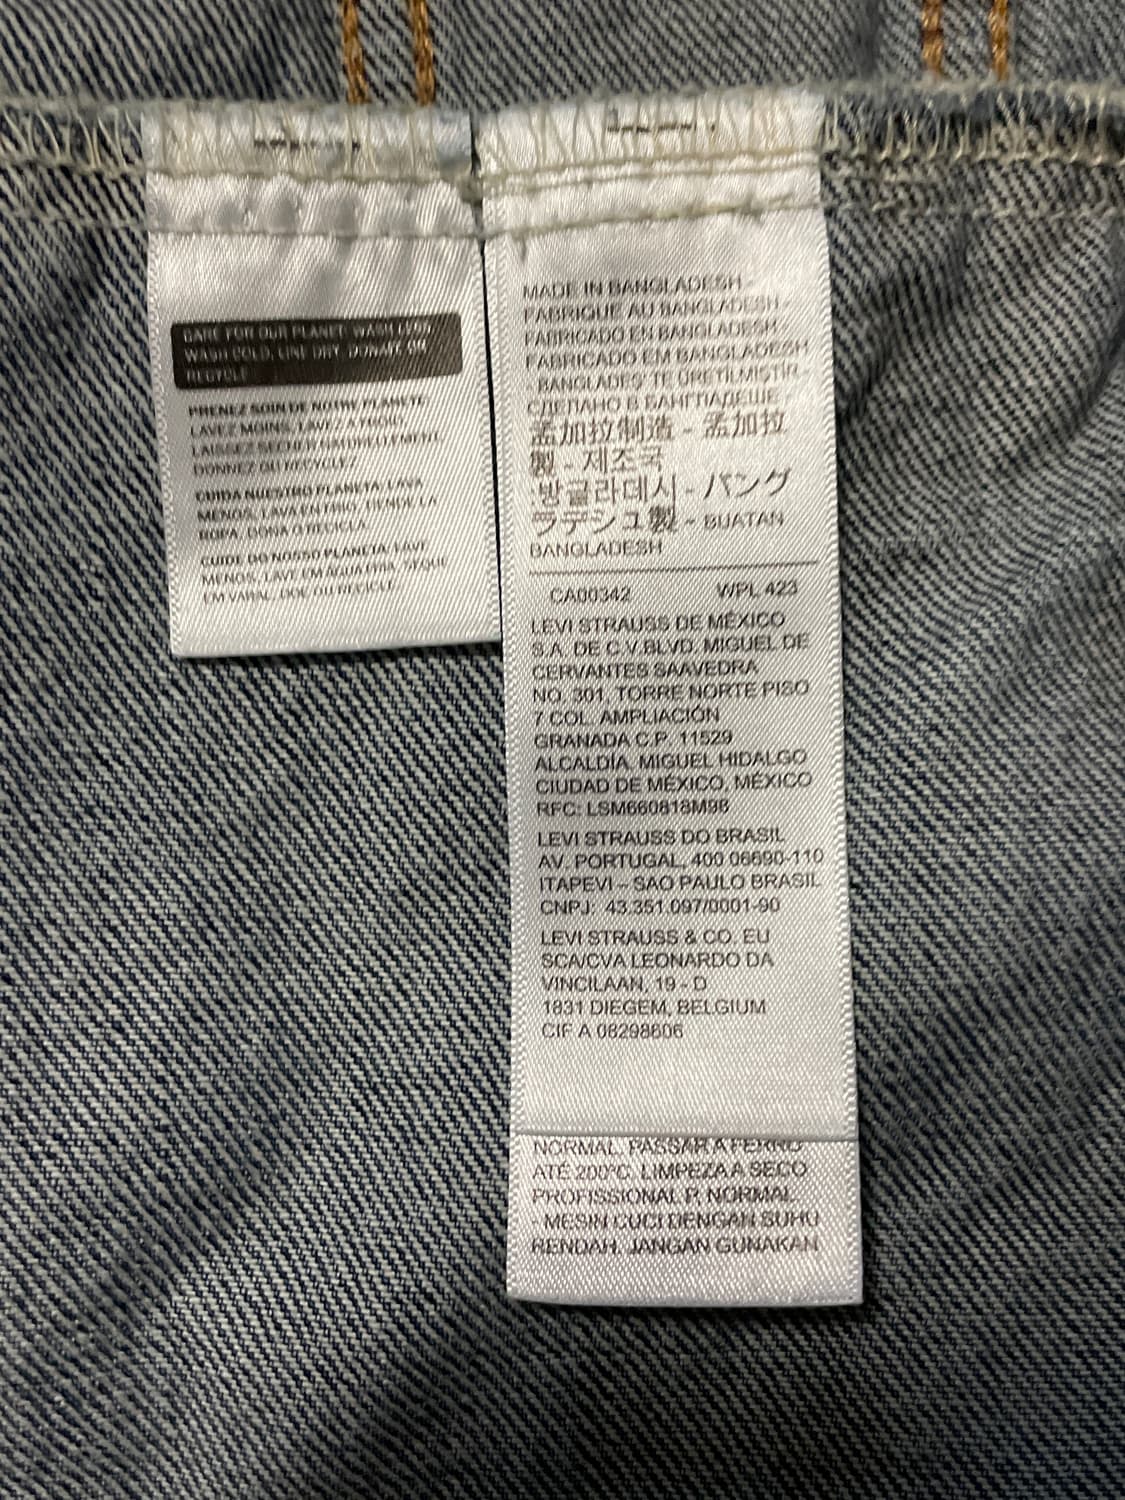 CARE FOR OUR PLANET: WASH LESS,
WASH COLD, LINE DRY, DONATE OR
RECYCLE
PRENEZ SOIN DE NOTRE PLANÈTE:
LAVEZ MOINS, LAVEZ À FROID,
LAISSEZ SÉCHER NATURELLEMENT,
DONNEZ OU RECYCLEZ
CUIDA NUESTRO PLANETA: LAVA
MENOS, LAVA EN FRIO, TIENDE LA
ROPA, DONA O RECICLA
CUIDE DO NOSSO PLANETA: LAVE
MENOS, LAVE EM ÁGUA FRIA, SEQUE
EM VARAL, DOE OU RECICLE.
MADE IN BANGLADESH -
FABRIQUÉ AU BANGLADESH -
FABRICADO EN BANGLADESH -
FABRICADO EM BANGLADESH
- BANGLADEŞ' TE ÜRETİLMİŞTİR -
СДЕЛАНО В БАНГЛАДЕШЕ -
孟加拉制造 - 孟加拉
製 - 제조국
:방글라데시 - バング
ラデシュ製 - BUATAN
BANGLADESH
CA00342 WPL 423
LEVI STRAUSS DE MÉXICO
S.A. DE C.V.BLVD. MIGUEL DE
CERVANTES SAAVEDRA
NO. 301, TORRE NORTE PISO
7 COL. AMPLIACIÓN
GRANADA C.P. 11529
ALCALDÍA. MIGUEL HIDALGO
CIUDAD DE MÉXICO, MÉXICO
RFC: LSM660818M98
LEVI STRAUSS DO BRASIL
AV. PORTUGAL, 400 06690-110
ITAPEVI – SAO PAULO BRASIL
CNPJ: 43.351.097/0001-90
LEVI STRAUSS & CO. EU
SCA/CVA LEONARDO DA
VINCILAAN, 19 - D
1831 DIEGEM, BELGIUM
CIF A 08298606
NORMAL. PASSAR A FERRO
ATÉ 200°C. LIMPEZA A SECO
PROFISSIONAL P, NORMAL.
- MESIN CUCI DENGAN SUHU
RENDAH, JANGAN GUNAKAN